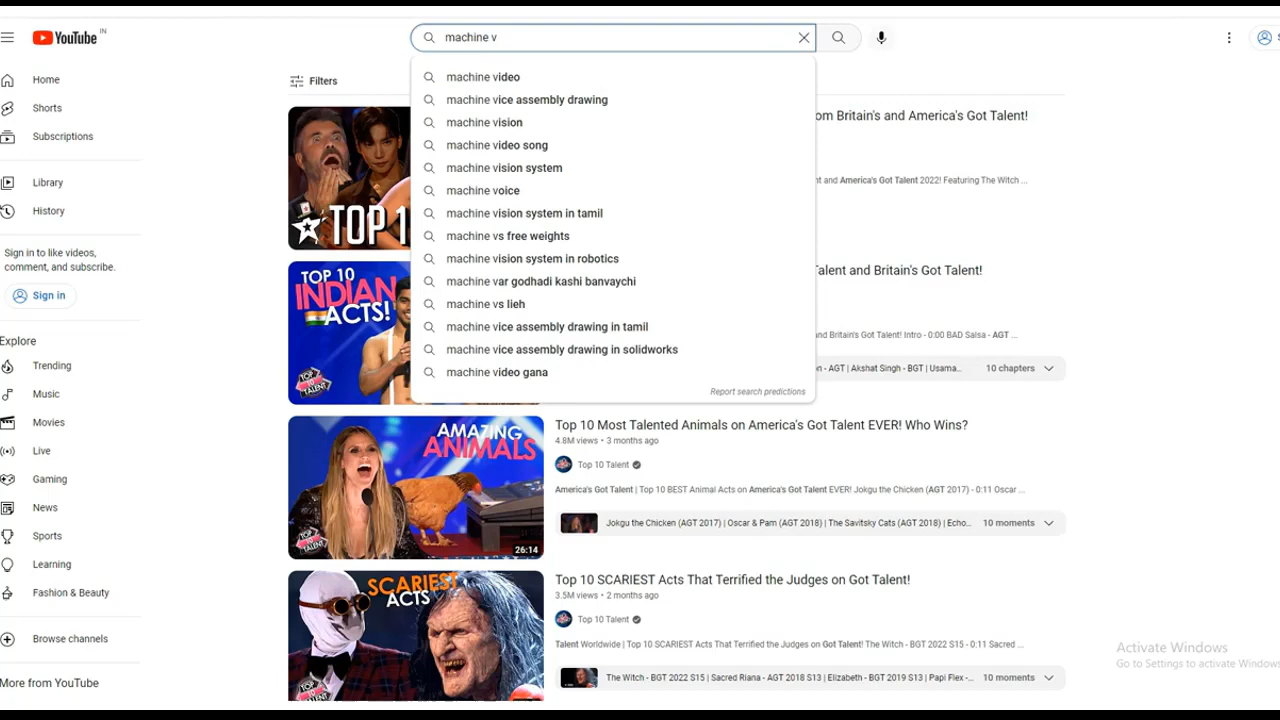 YouTube IN
machine v
Home
Shorts
Subscriptions
Library
History
Sign in to like videos,
comment, and subscribe.
Sign in
Explore
Trending
Music
Movies
Live
Gaming
News
Sports
Learning
Fashion & Beauty
Browse channels
More from YouTube
Filters
machine video
machine vice assembly drawing
machine vision
machine video song
machine vision system
machine voice
machine vision system in tamil
machine vs free weights
machine vision system in robotics
machine var godhadi kashi banvaychi
machine vs lieh
machine vice assembly drawing in tamil
machine vice assembly drawing in solidworks
machine video gana
Report search predictions
TOP 1
om Britain's and America's Got Talent!
nt and America's Got Talent 2022! Featuring The Witch ...
TOP 10
INDIAN
ACTS!
TOP 10
TALENT
Talent and Britain's Got Talent!
and Britain's Got Talent! Intro - 0:00 BAD Salsa - AGT ...
n - AGT | Akshat Singh - BGT | Usama... 10 chapters
AMAZING
ANIMALS
TOP 10
TALENT
26:14
Top 10 Most Talented Animals on America's Got Talent EVER! Who Wins?
4.8M views • 3 months ago
Top 10 Talent
America's Got Talent | Top 10 BEST Animal Acts on America's Got Talent EVER! Jokgu the Chicken (AGT 2017) - 0:11 Oscar ...
Jokgu the Chicken (AGT 2017) | Oscar & Pam (AGT 2018) | The Savitsky Cats (AGT 2018) | Echo... 10 moments
SCARIEST
ACTS
TOP 10
TALENT
Top 10 SCARIEST Acts That Terrified the Judges on Got Talent!
3.5M views • 2 months ago
Top 10 Talent
Talent Worldwide | Top 10 SCARIEST Acts That Terrified the Judges on Got Talent! The Witch - BGT 2022 S15 - 0:11 Sacred ...
The Witch - BGT 2022 S15 | Sacred Riana - AGT 2018 S13 | Elizabeth - BGT 2019 S13 | Papi Flex -... 10 moments
Activate Windows
Go to Settings to activate Windows